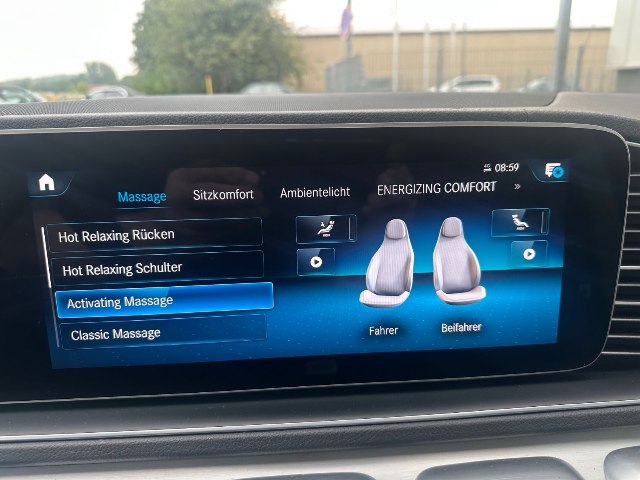 4G 08:59
Massage Sitzkomfort Ambientelicht ENERGIZING COMFORT »
Hot Relaxing Rücken
Hot Relaxing Schulter
Activating Massage
Classic Massage
Fahrer Beifahrer